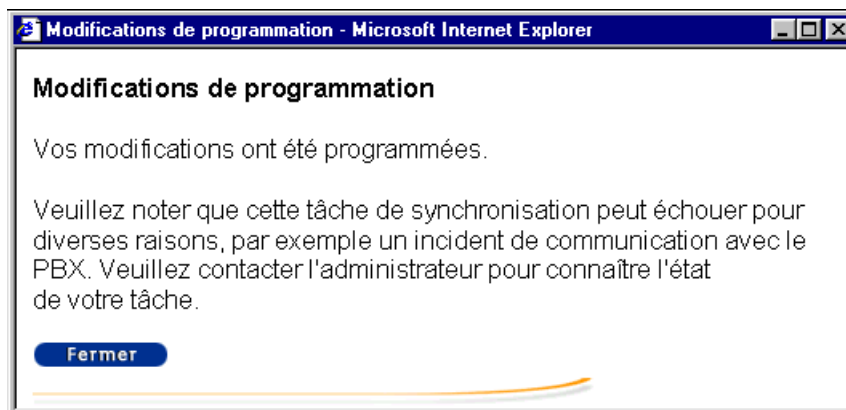 Modifications de programmation - Microsoft Internet Explorer
Modifications de programmation
Vos modifications ont été programmées.
Veuillez noter que cette tâche de synchronisation peut échouer pour
diverses raisons, par exemple un incident de communication avec le
PBX. Veuillez contacter l'administrateur pour connaître l'état
de votre tâche.
Fermer